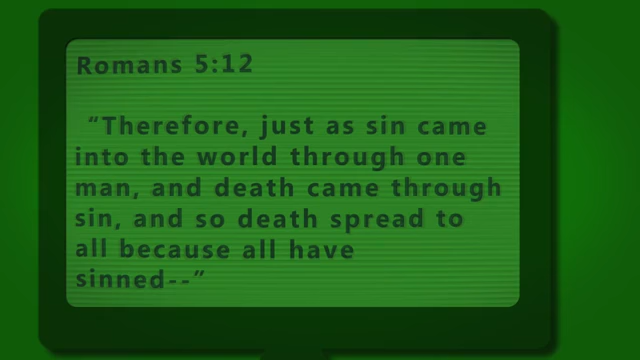 Romans 5:12
“Therefore, just as sin came
into the world through one
man, and death came through
sin, and so death spread to
all because all have
sinned--”